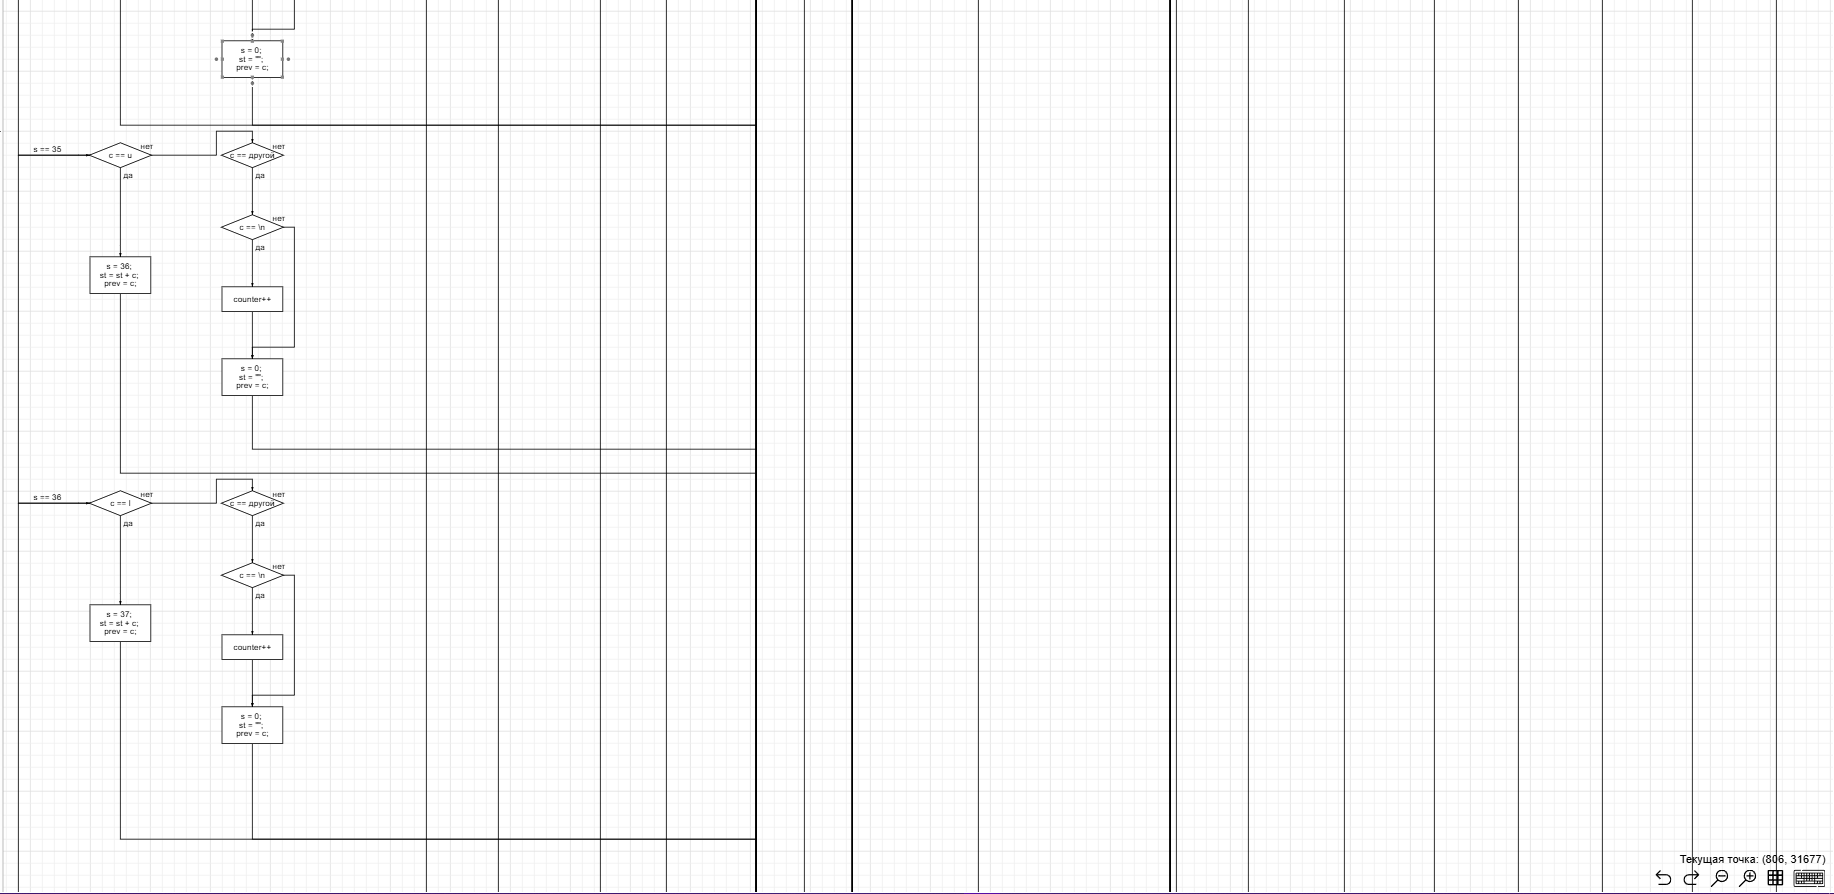 s = 0;
st = "";
prev = c;
s == 35
c == u
нет
да
c == другой
нет
да
c == \n
нет
да
s = 36;
st = st + c;
prev = c;
counter++
s = 0;
st = "";
prev = c;
s == 36
c == l
нет
да
c == другой
нет
да
c == \n
нет
да
s = 37;
st = st + c;
prev = c;
counter++
s = 0;
st = "";
prev = c;
Текущая точка: (806, 31677)